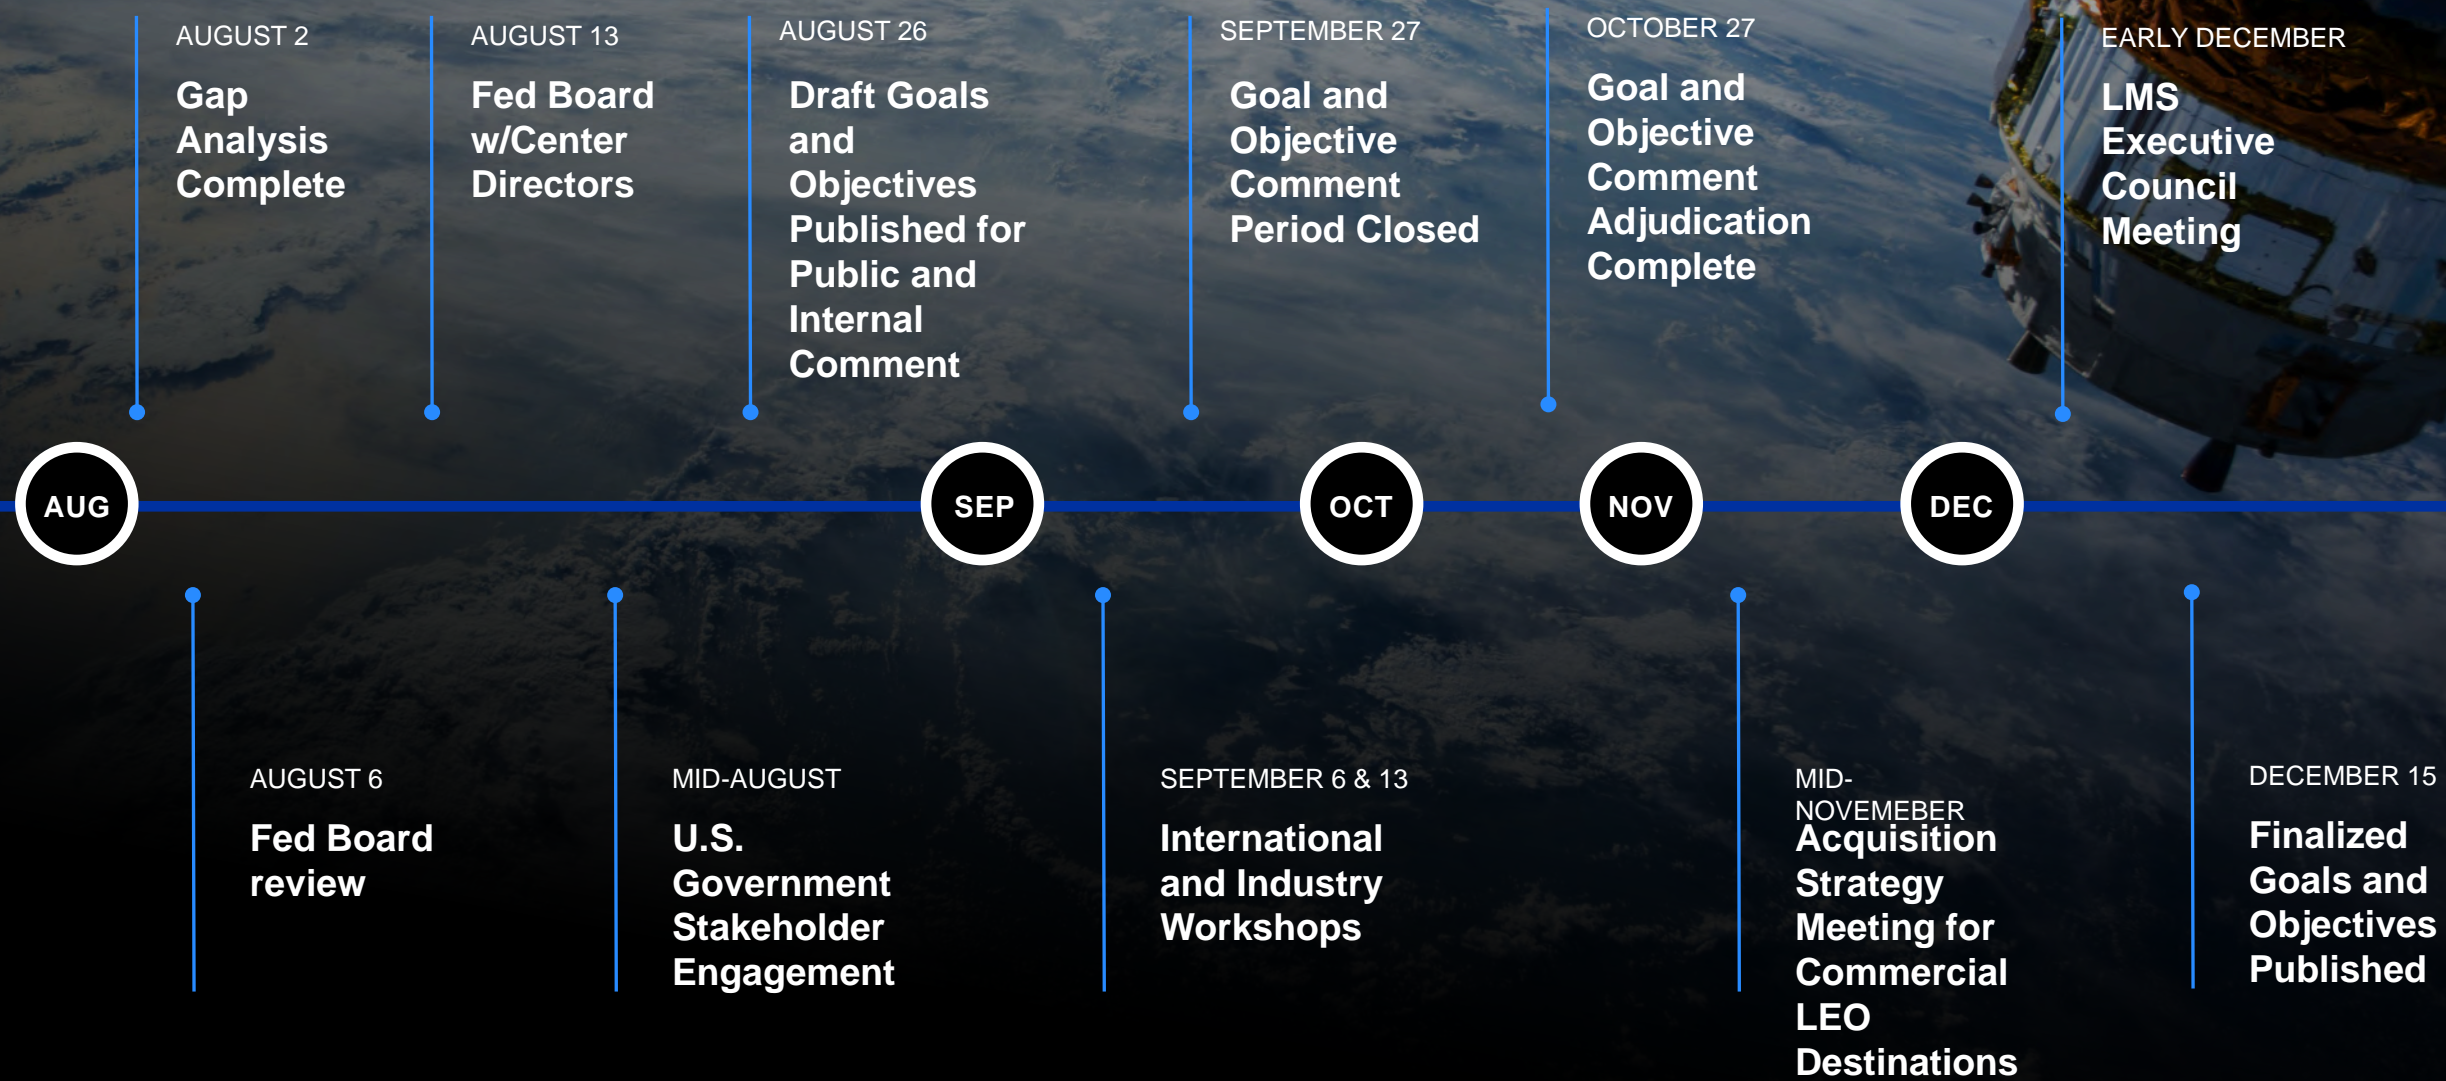 AUGUST 2
Gap
Analysis
Complete
AUGUST 13
Fed Board
w/Center
Directors
AUGUST 26
Draft Goals
and
Objectives
Published for
Public and
Internal
Comment
SEPTEMBER 27
Goal and
Objective
Comment
Period Closed
OCTOBER 27
Goal and
Objective
Comment
Adjudication
Complete
EARLY DECEMBER
LMS
Executive
Council
Meeting
AUG
SEP
OCT
NOV
DEC
AUGUST 6
Fed Board
review
MID-AUGUST
U.S.
Government
Stakeholder
Engagement
SEPTEMBER 6 & 13
International
and Industry
Workshops
MID-
NOVEMEBER
Acquisition
Strategy
Meeting for
Commercial
LEO
Destinations
DECEMBER 15
Finalized
Goals and
Objectives
Published